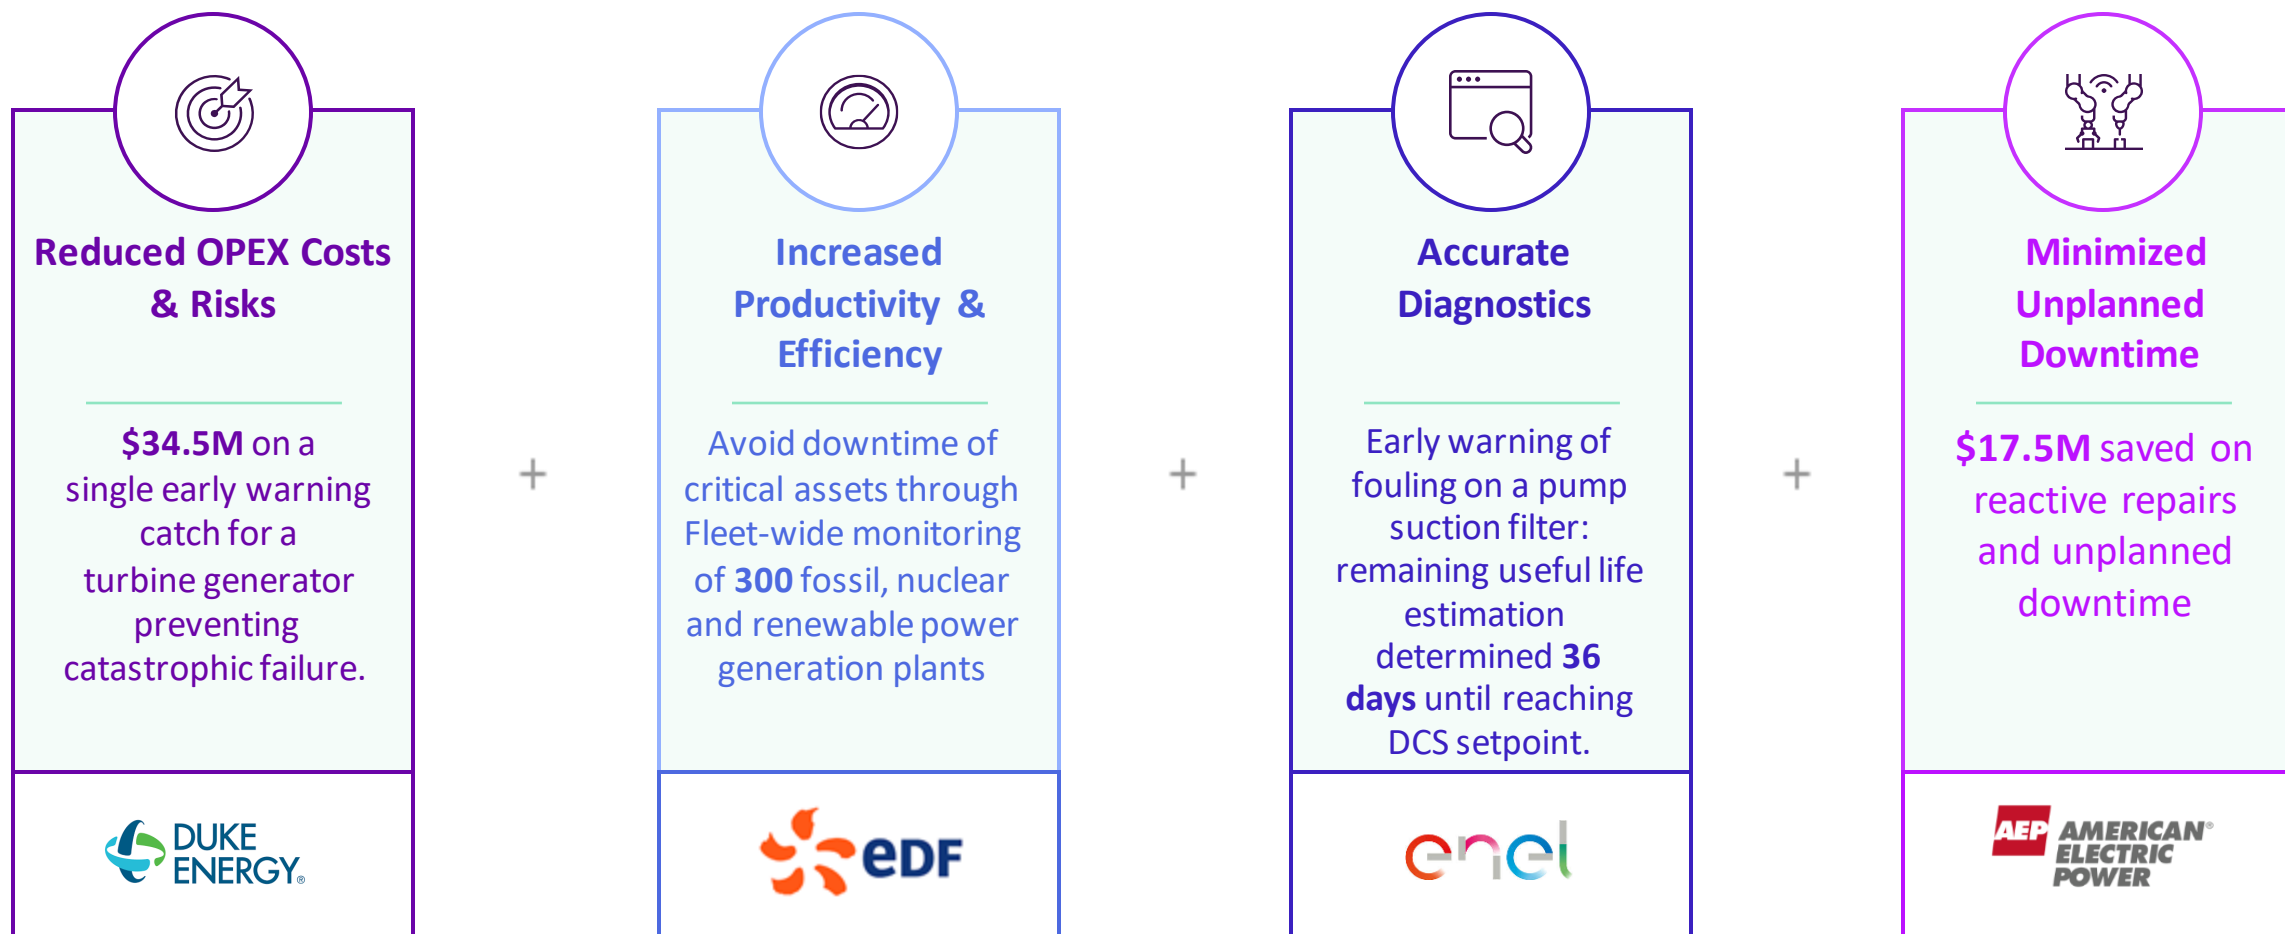 Reduced OPEX Costs
& Risks
$34.5M on a
single early warning
catch for a
turbine generator
preventing
catastrophic failure.
DUKE
ENERGY®
+
Increased
Productivity &
Efficiency
Avoid downtime of
critical assets through
Fleet-wide monitoring
of 300 fossil, nuclear
and renewable power
generation plants
eDF
+
Accurate
Diagnostics
Early warning of
fouling on a pump
suction filter:
remaining useful life
estimation
determined 36
days until reaching
DCS setpoint.
enel
+
Minimized
Unplanned
Downtime
$17.5M saved on
reactive repairs
and unplanned
downtime
AEP AMERICAN®
ELECTRIC
POWER